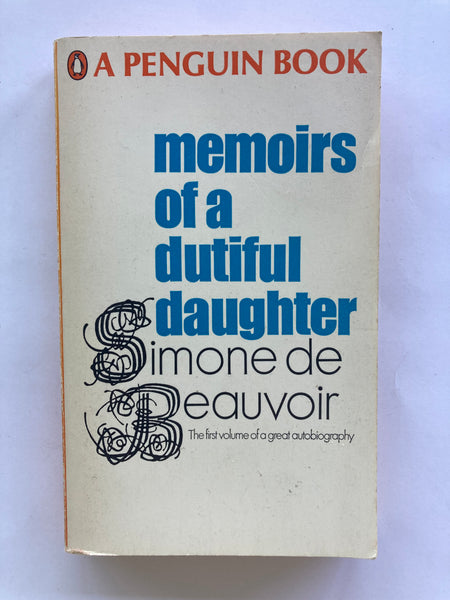 A PENGUIN BOOK
memoirs
of a
dutiful
daughter
Simone de
Beauvoir
The first volume of a great autobiography